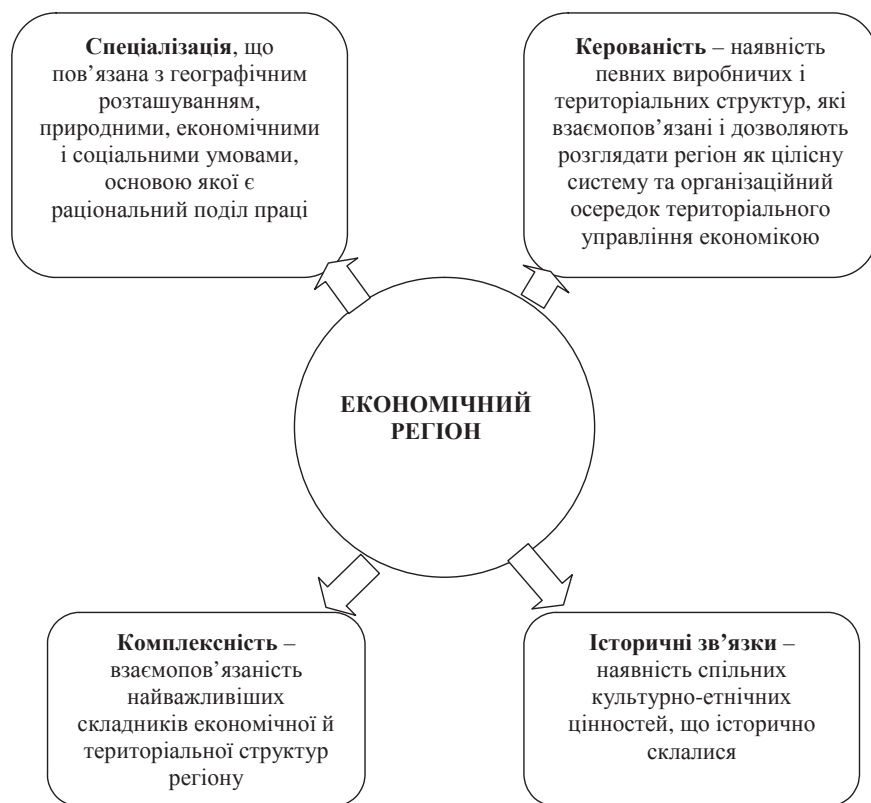 Спеціалізація, що
пов’язана з географічним
розташуванням,
природними, економічними
і соціальними умовами,
основою якої є
раціональний поділ праці
Керованість – наявність
певних виробничих і
територіальних структур, які
взаємопов’язані і дозволяють
розглядати регіон як цілісну
систему та організаційний
осередок територіального
управління економікою
ЕКОНОМІЧНИЙ
РЕГІОН
Комплексність –
взаємопов’язаність
найважливіших
складників економічної й
територіальної структур
регіону
Історичні зв’язки –
наявність спільних
культурно-етнічних
цінностей, що історично
склалися